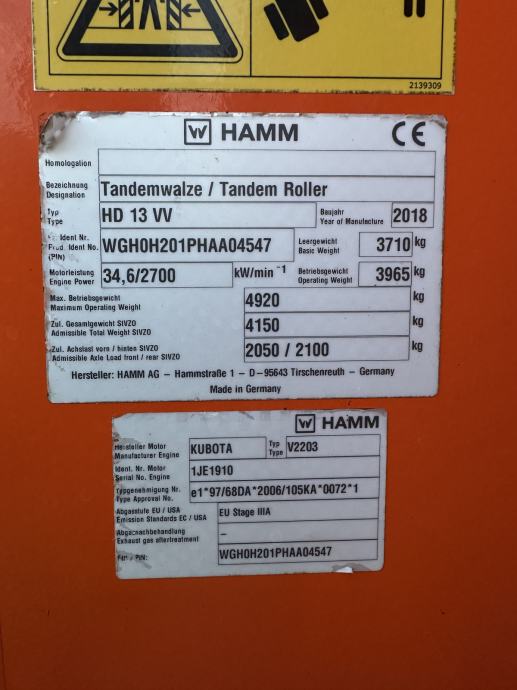 2139309
HAMM CE
Homologation
Bezeichnung
Designation Tandemwalze / Tandem Roller
Typ
Type HD 13 VV Baujahr
Year of Manufacture 2018
Ident Nr.
Prod. Ident No.
(PIN) WGH0H201PHAA04547 Leergewicht
Basic Weight 3710 kg
Motorleistung
Engine Power 34,6/2700 kW/min -1 Betriebsgewicht
Operating Weight 3965 kg
Max. Betriebsgewicht
Maximum Operating Weight 4920 kg
Zul. Gesamtgewicht StVZO
Admissible Total Weight StVZO 4150 kg
Zul. Achslast vorn / hinten StVZO
Admissible Axle Load front / rear StVZO 2050 / 2100 kg
Hersteller: HAMM AG – Hammstraße 1 – D-95643 Tirschenreuth – Germany
Made in Germany
HAMM
Hersteller Motor
Manufacturer Engine KUBOTA Typ
Type V2203
Ident. Nr. Motor
Serial No. Engine 1JE1910
Typgenehmigung Nr.
Type Approval No. e1*97/68DA*2006/105KA*0072*1
Abgasstufe EU / USA
Emission Standards EC / USA EU Stage IIIA
Abgasnachbehandlung
Exhaust gas aftertreatment –
PIN: WGH0H201PHAA04547